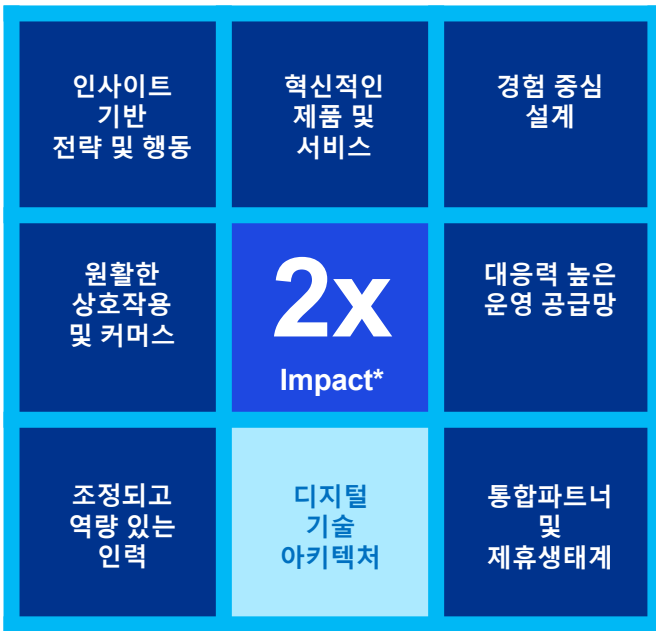 인사이트
기반
전략 및 행동
혁신적인
제품 및
서비스
경험 중심
설계
원활한
상호작용
및 커머스
2x
Impact*
대응력 높은
운영 공급망
조정되고
역량 있는
인력
디지털
기술
아키텍처
통합파트너
및
제휴생태계